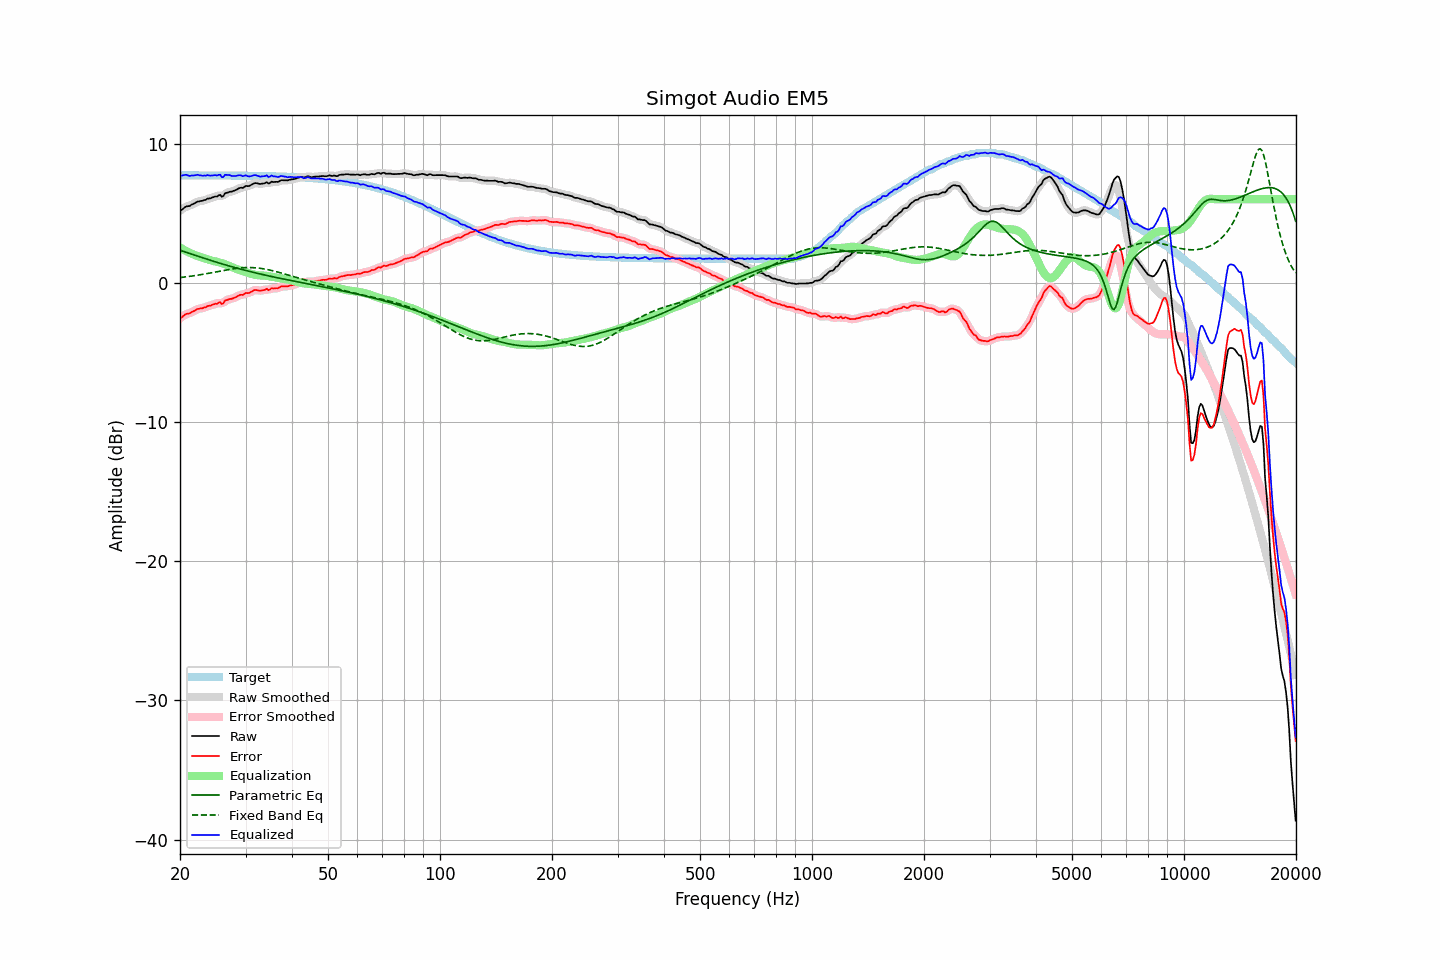 Simgot Audio EM5
Amplitude (dBr)
10
0
−10
−20
−30
−40
Target
Raw Smoothed
Error Smoothed
Raw
Error
Equalization
Parametric Eq
Fixed Band Eq
Equalized
20 50 100 200 500 1000 2000 5000 10000 20000
Frequency (Hz)